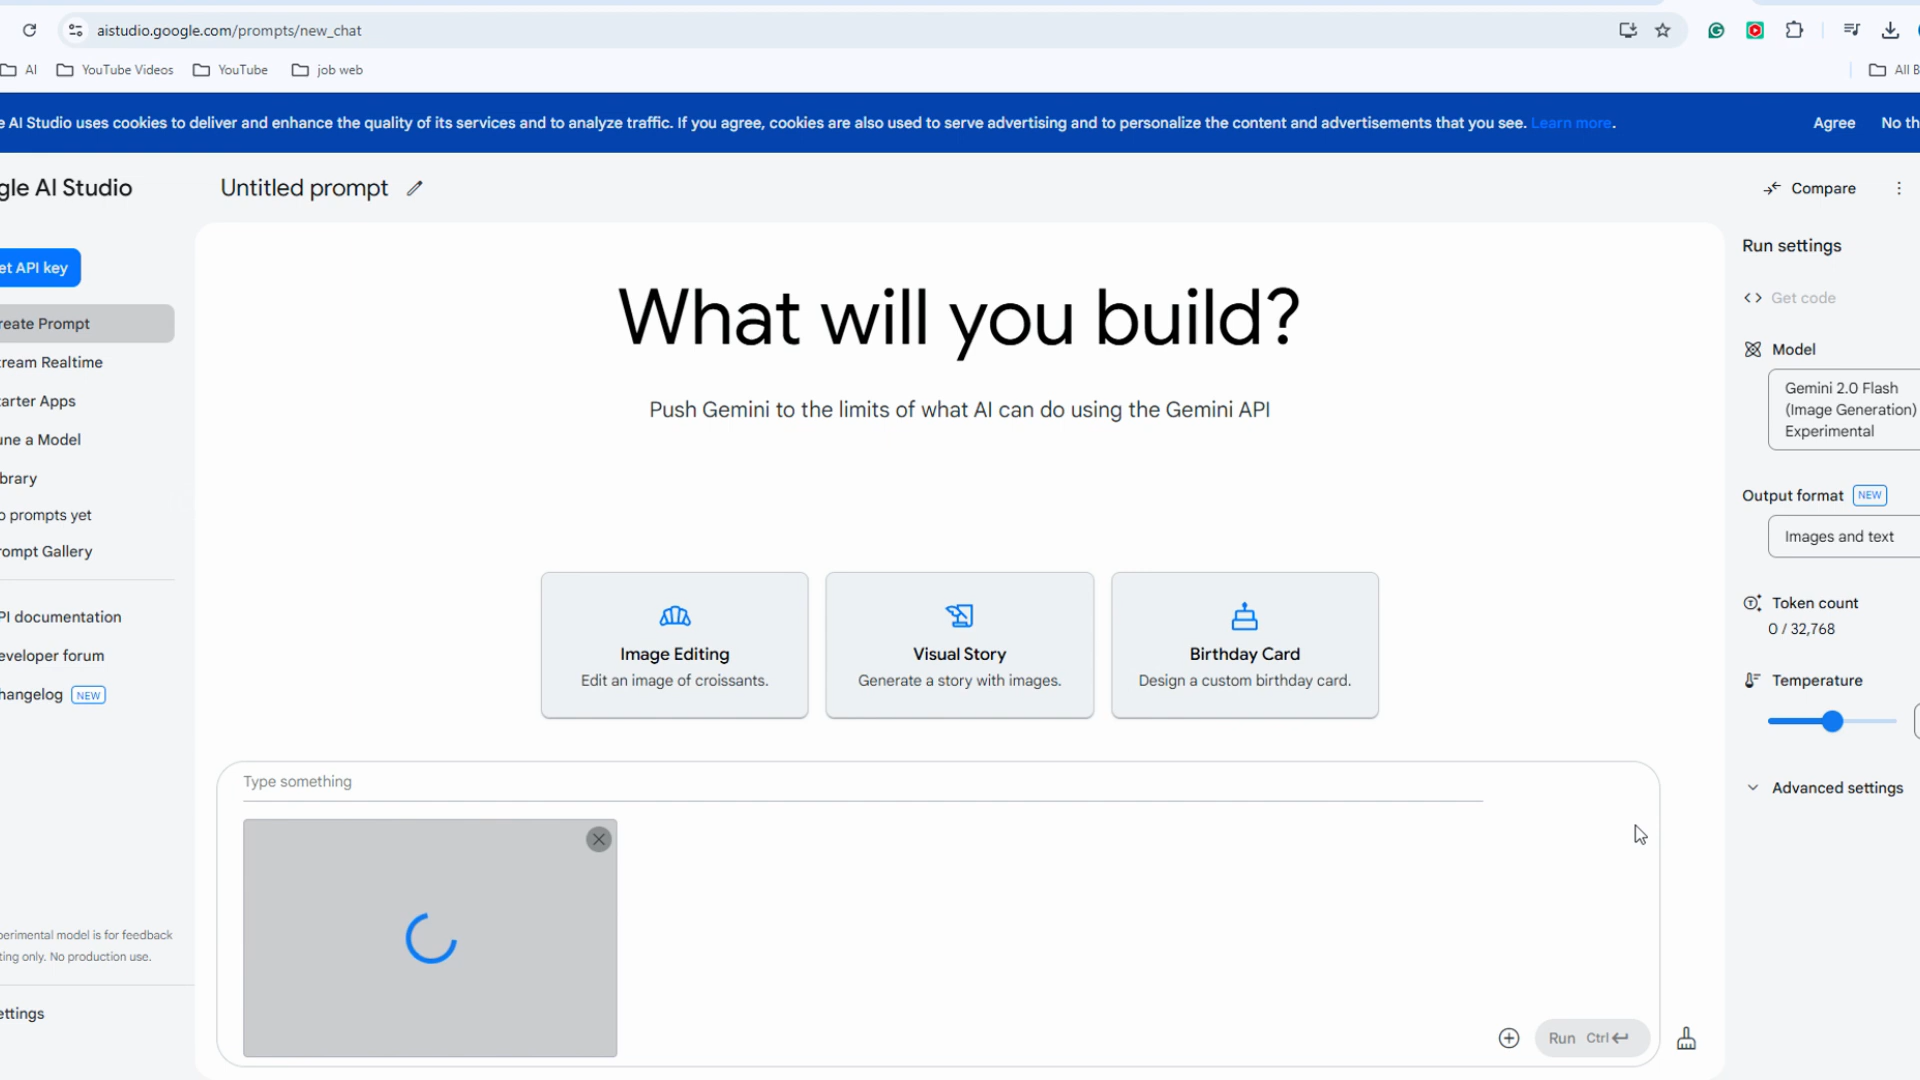 aistudio.google.com/prompts/new_chat
AI
YouTube Videos
YouTube
job web
All B
e AI Studio uses cookies to deliver and enhance the quality of its services and to analyze traffic. If you agree, cookies are also used to serve advertising and to personalize the content and advertisements that you see. Learn more.
Agree
No th
gle AI Studio
Untitled prompt
Compare
et API key
reate Prompt
tream Realtime
tarter Apps
une a Model
ibrary
o prompts yet
rompt Gallery
PI documentation
eveloper forum
hangelog NEW
perimental model is for feedback
ting only. No production use.
ettings
What will you build?
Push Gemini to the limits of what AI can do using the Gemini API
Image Editing
Edit an image of croissants.
Visual Story
Generate a story with images.
Birthday Card
Design a custom birthday card.
Type something
Run Ctrl
Run settings
Get code
Model
Gemini 2.0 Flash
(Image Generation)
Experimental
Output format NEW
Images and text
Token count
0 / 32,768
Temperature
Advanced settings